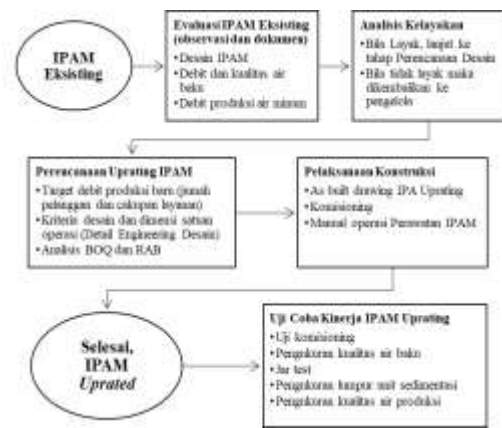 IPAM
Eksisting
Evaluasi IPAM Eksisting
(observasi dan dokumen)
•Desain IPAM
•Debit dan kualitas air
baku
•Debit produksi air minum
Analisis Kelayakan
•Bila Layak, lanjut ke
tahap Perencanaan Desain
•Bila tidak layak maka
dikembalikan ke
pengelola
Perencanaan Uprating IPAM
•Target debit produksi baru (jumlah
pelanggan dan cakupan layanan)
•Kriteria desain dan dimensi satuan
operasi (Detail Engineering Desain)
•Analisis BOQ dan RAB
Pelaksanaan Konstruksi
•As built drawing IPA Uprating
•Komisioning
•Manual operasi Perawatan IPAM
Selesai,
IPAM
Uprated
Uji Coba Kinerja IPAM Uprating
•Uji komisioning
•Pengukuran kualitas air baku
•Jar test
•Pengukuran lumpur unit sedimentasi
•Pengukuran kualitas air produksi